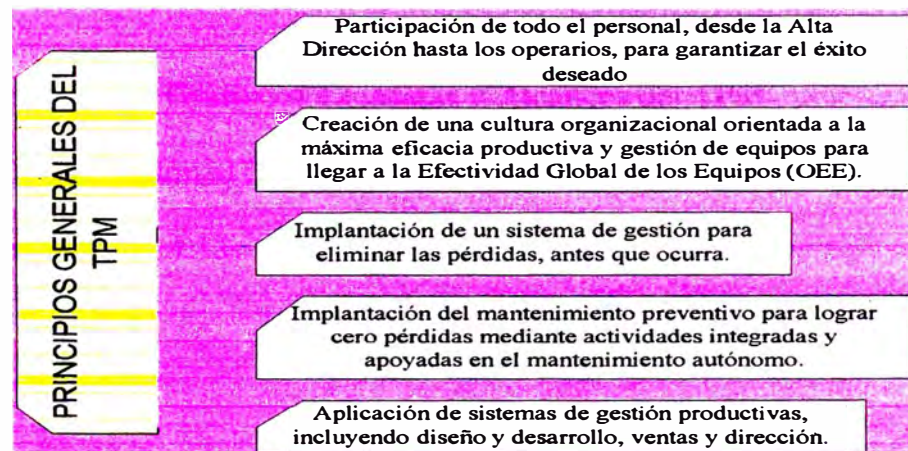 PRINCIPIOS GENERALES DEL
TPM
Participación de todo el personal, desde la Alta
Dirección hasta los operarios, para garantizar el éxito
deseado
Creación de una cultura organizacional orientada a la
máxima eficacia productiva y gestión de equipos para
llegar a la Efectividad Global de los Equipos (OEE).
Implantación de un sistema de gestión para
eliminar las pérdidas, antes que ocurra.
Implantación del mantenimiento preventivo para lograr
cero pérdidas mediante actividades integradas y
apoyadas en el mantenimiento autónomo.
Aplicación de sistemas de gestión productivas,
incluyendo diseño y desarrollo, ventas y dirección.